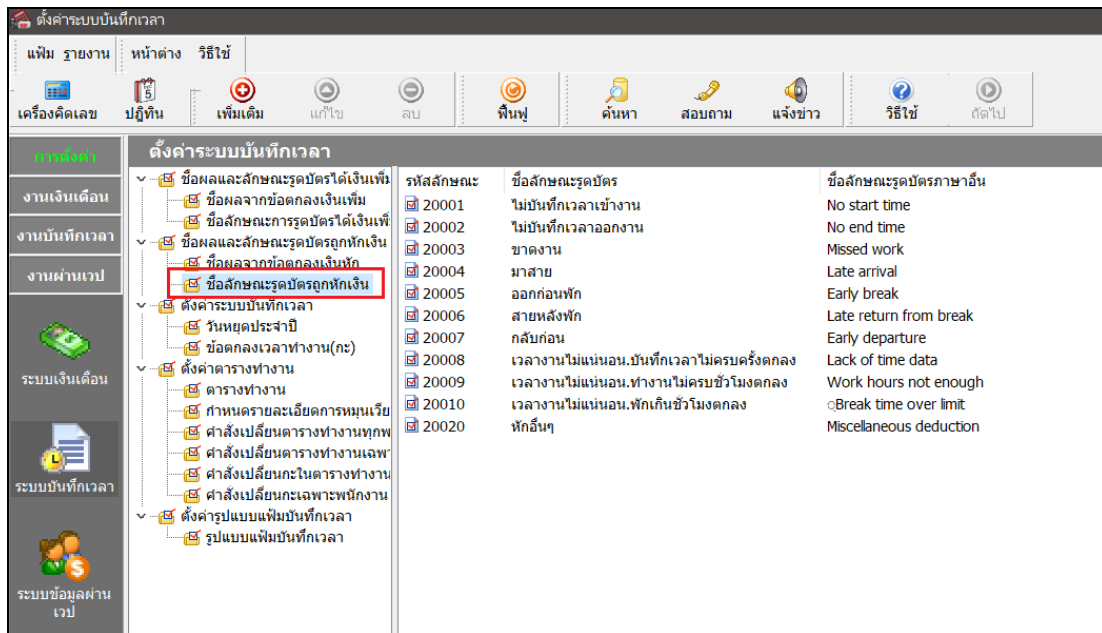 ตั้งค่าระบบบันทึกเวลา
แฟ้ม รายงาน หน้าต่าง วิธีใช้
เครื่องคิดเลข ปฏิทิน เพิ่มเติม แก้ไข ลบ ฟื้นฟู ค้นหา สอบถาม แจ้งข่าว วิธีใช้ ถัดไป
การตั้งค่า
งานเงินเดือน
งานบันทึกเวลา
งานผ่านเวป
ระบบเงินเดือน
ระบบบันทึกเวลา
ระบบข้อมูลผ่าน
เวป
ตั้งค่าระบบบันทึกเวลา
ชื่อผลและลักษณะรูดบัตรได้เงินเพิ่ม
ชื่อผลจากข้อตกลงเงินเพิ่ม
ชื่อลักษณะการรูดบัตรได้เงินเพิ่
ชื่อผลและลักษณะรูดบัตรถูกหักเงิน
ชื่อผลจากข้อตกลงเงินหัก
ชื่อลักษณะรูดบัตรถูกหักเงิน
ตั้งค่าระบบบันทึกเวลา
วันหยุดประจำปี
ข้อตกลงเวลาทำงาน(กะ)
ตั้งค่าตารางทำงาน
ตารางทำงาน
กำหนดรายละเอียดการหมุนเวีย
คำสั่งเปลี่ยนตารางทำงานทุกพ
คำสั่งเปลี่ยนตารางทำงานเฉพา
คำสั่งเปลี่ยนกะในตารางทำงาน
คำสั่งเปลี่ยนกะเฉพาะพนักงาน
ตั้งค่ารูปแบบแฟ้มบันทึกเวลา
รูปแบบแฟ้มบันทึกเวลา
รหัสลักษณะ ชื่อลักษณะรูดบัตร ชื่อลักษณะรูดบัตรภาษาอื่น
20001 ไม่บันทึกเวลาเข้างาน No start time
20002 ไม่บันทึกเวลาออกงาน No end time
20003 ขาดงาน Missed work
20004 มาสาย Late arrival
20005 ออกก่อนพัก Early break
20006 สายหลังพัก Late return from break
20007 กลับก่อน Early departure
20008 เวลางานไม่แน่นอน.บันทึกเวลาไม่ครบครั้งตกลง Lack of time data
20009 เวลางานไม่แน่นอน.ทำงานไม่ครบชั่วโมงตกลง Work hours not enough
20010 เวลางานไม่แน่นอน.พักเกินชั่วโมงตกลง Break time over limit
20020 หักอื่นๆ Miscellaneous deduction